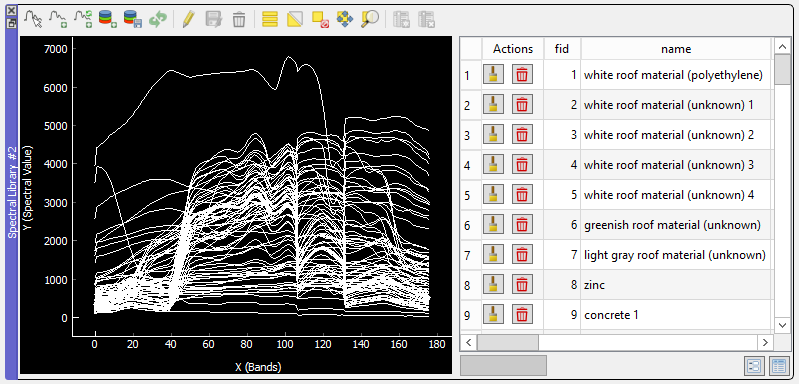 Spectral Library #2
Y (Spectral Value)
7000
6000
5000
4000
3000
2000
1000
0
0 20 40 60 80 100 120 140 160 180
X (Bands)
Actions fid name
1 1 white roof material (polyethylene)
2 2 white roof material (unknown) 1
3 3 white roof material (unknown) 2
4 4 white roof material (unknown) 3
5 5 white roof material (unknown) 4
6 6 greenish roof material (unknown)
7 7 light gray roof material (unknown)
8 8 zinc
9 9 concrete 1